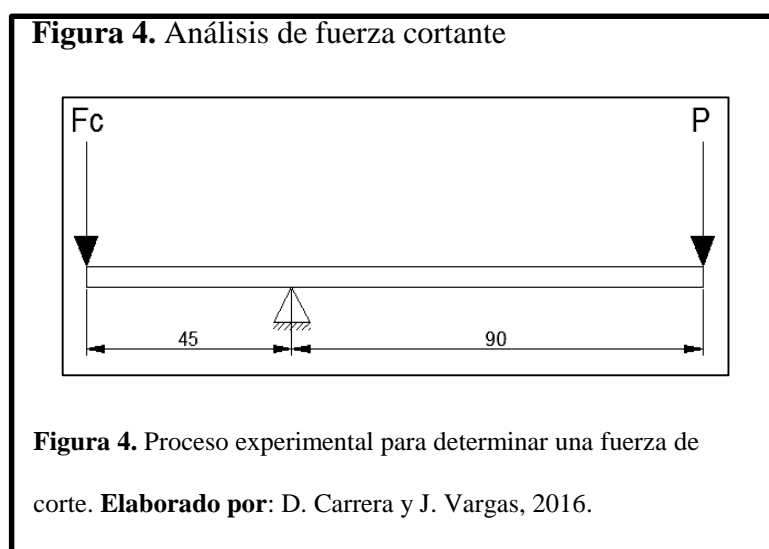 Figura 4. Análisis de fuerza cortante
Fc P
45 90
Figura 4. Proceso experimental para determinar una fuerza de
corte. Elaborado por: D. Carrera y J. Vargas, 2016.